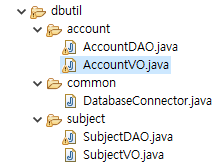 dbutil
account
AccountDAO.java
AccountVO.java
common
DatabaseConnector.java
subject
SubjectDAO.java
SubjectVO.java